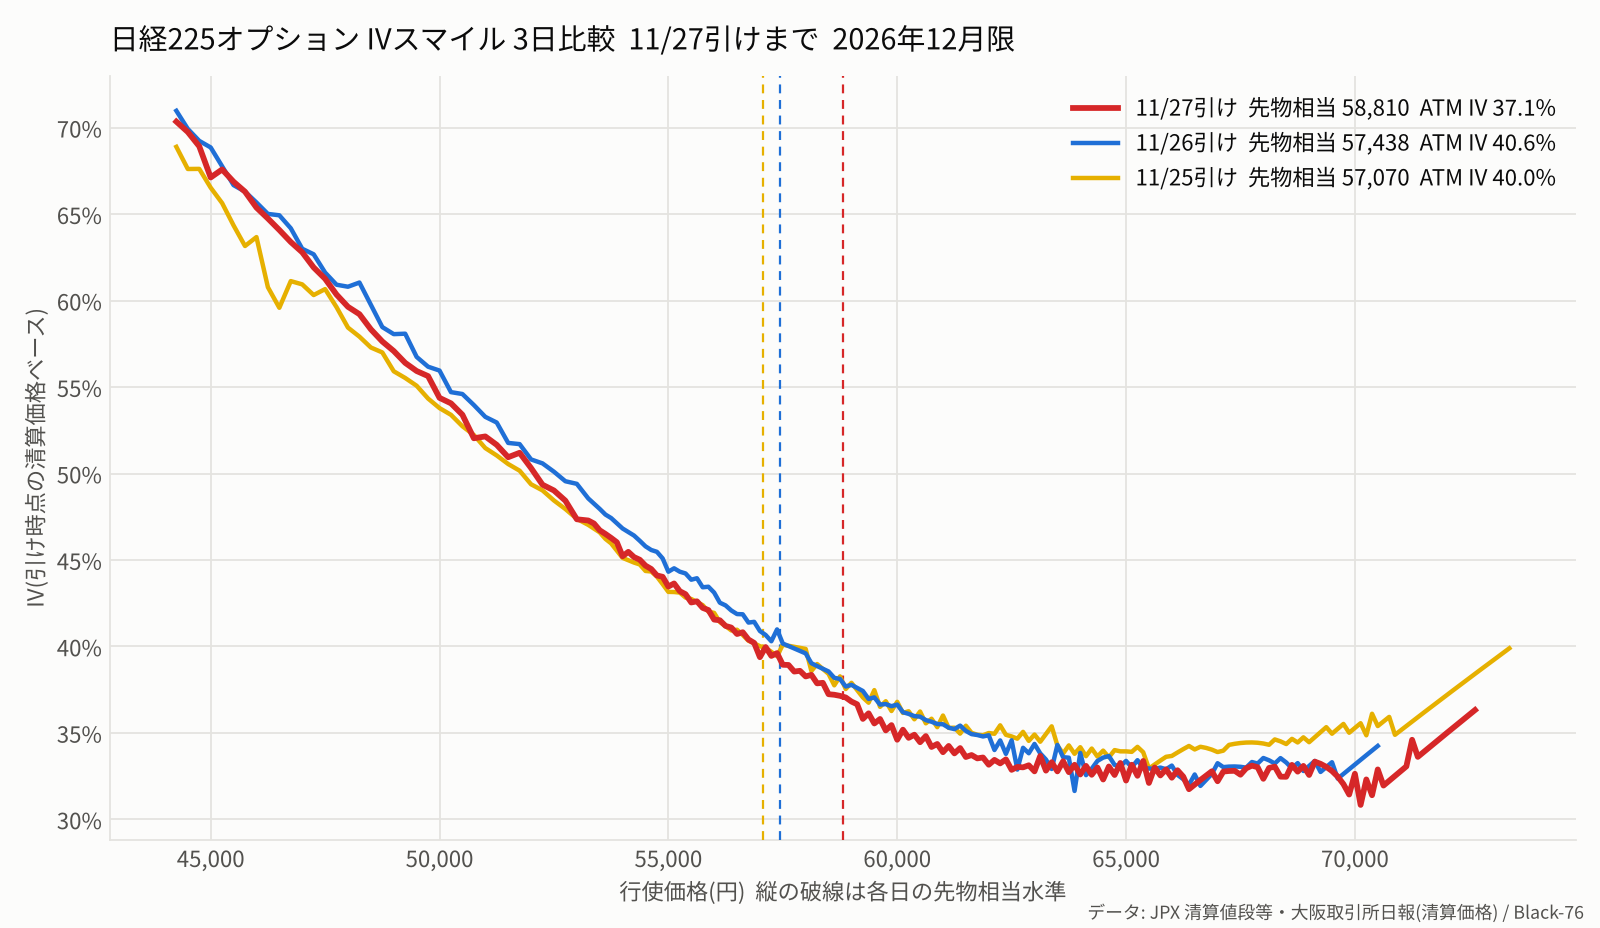 日経225オプション IVスマイル 3日比較 11/27引けまで 2026年12月限
11/27引け 先物相当 58,810 ATM IV 37.1%
11/26引け 先物相当 57,438 ATM IV 40.6%
11/25引け 先物相当 57,070 ATM IV 40.0%
IV(引け時点の清算価格ベース)
70%
65%
60%
55%
50%
45%
40%
35%
30%
45,000 50,000 55,000 60,000 65,000 70,000
行使価格(円) 縦の破線は各日の先物相当水準
データ: JPX 清算値段等・大阪取引所日報(清算価格) / Black-76